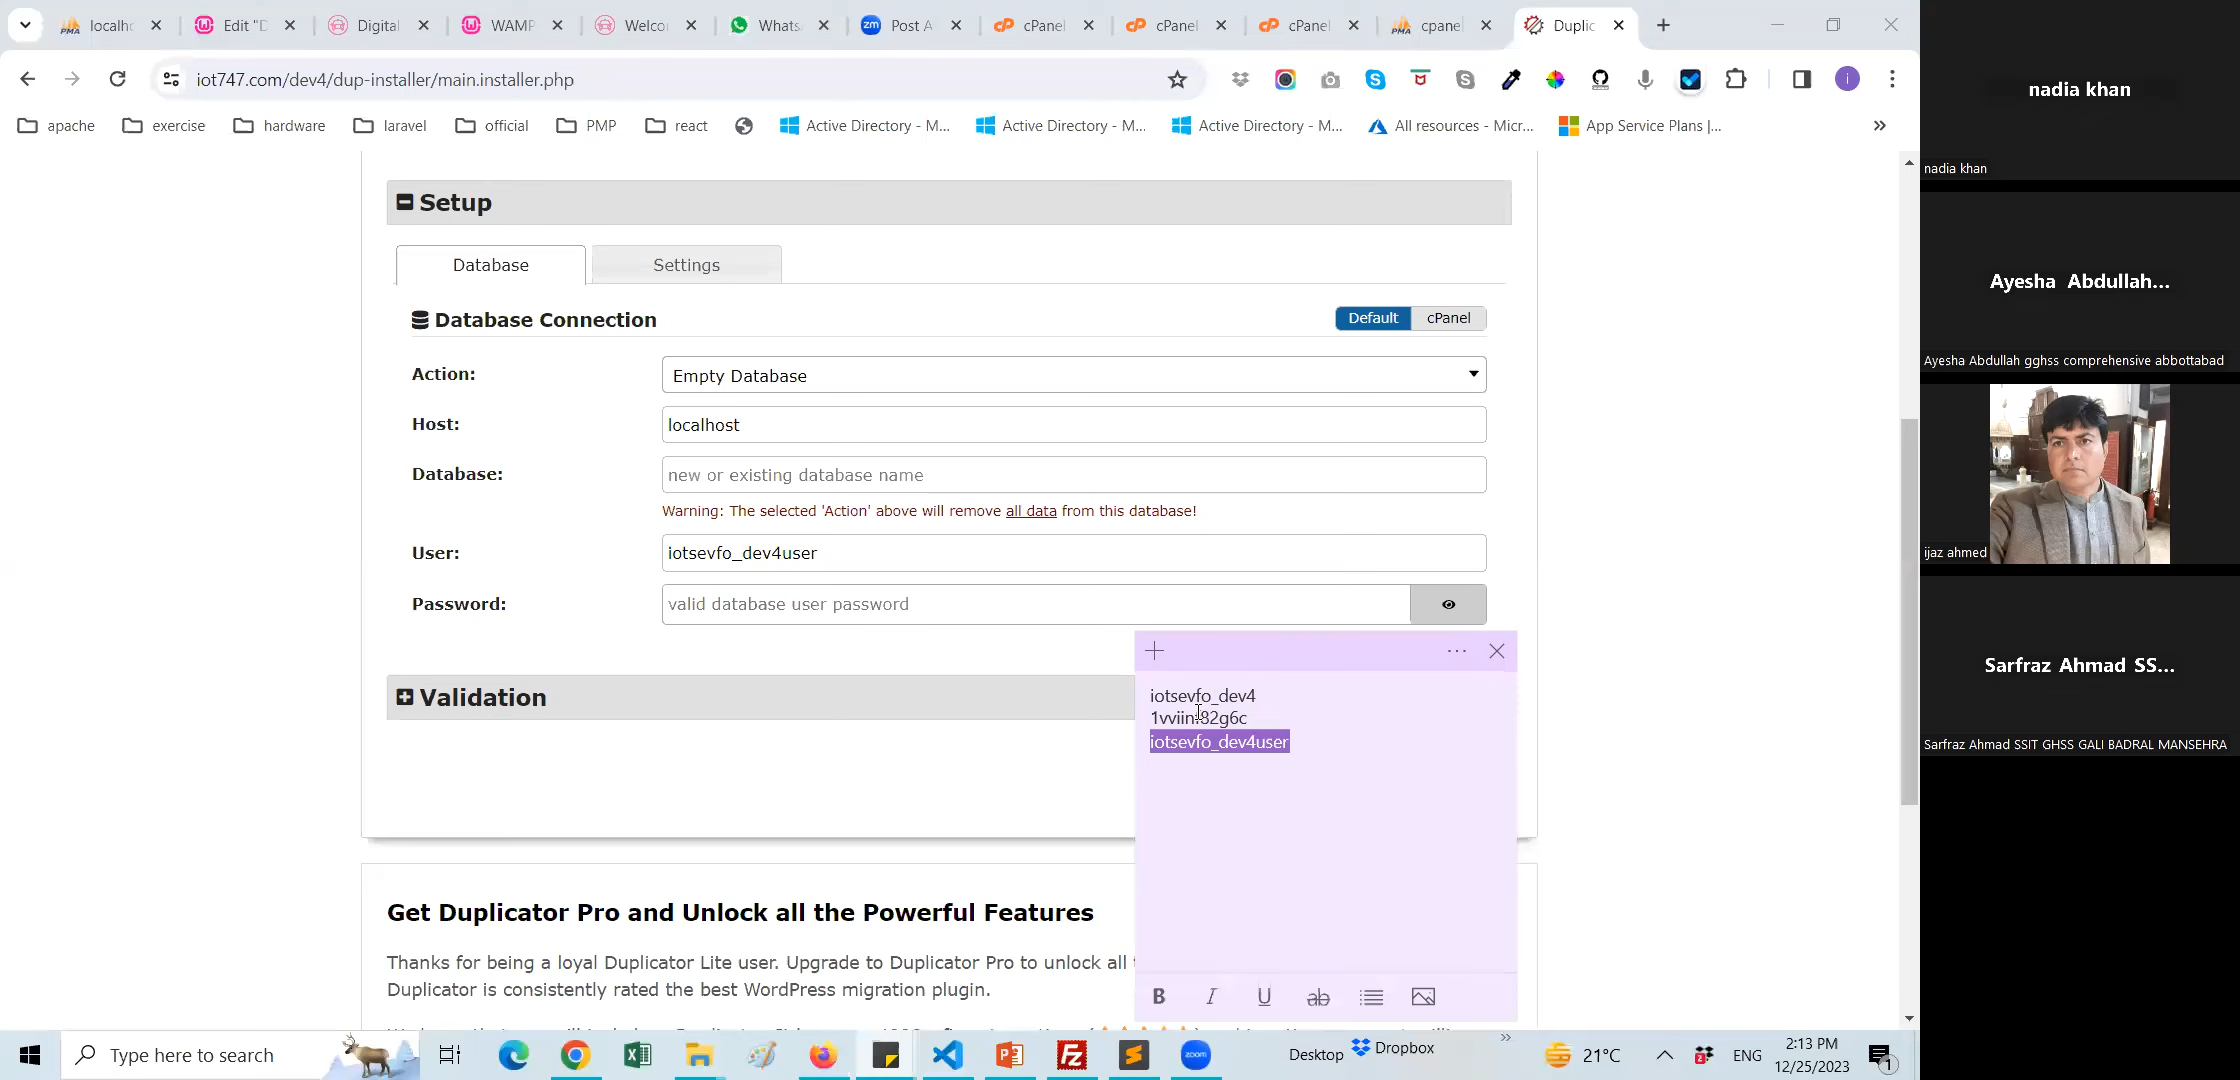 localh
Edit "D
Digital
WAMP
Welco
Whats
Post A
cPanel
cPanel
cPanel
cpanel
Duplic
iot747.com/dev4/dup-installer/main.installer.php
apache
exercise
hardware
laravel
official
PMP
react
Active Directory - M...
Active Directory - M...
Active Directory - M...
All resources - Micr...
App Service Plans |...
Setup
Database
Settings
Database Connection
Default
cPanel
Action:
Empty Database
Host:
localhost
Database:
new or existing database name
Warning: The selected 'Action' above will remove all data from this database!
User:
iotsevfo_dev4user
Password:
valid database user password
Validation
iotsevfo_dev4
iotsevfo_dev4user
B I U ab
Get Duplicator Pro and Unlock all the Powerful Features
Thanks for being a loyal Duplicator Lite user. Upgrade to Duplicator Pro to unlock all
Duplicator is consistently rated the best WordPress migration plugin.
nadia khan
nadia khan
Ayesha Abdullah...
Ayesha Abdullah gghss comprehensive abbottabad
ijaz ahmed
Sarfraz Ahmad SS...
Sarfraz Ahmad SSIT GHSS GALI BADRAL MANSEHRA
Type here to search
Desktop
Dropbox
21°C
ENG
2:13 PM
12/25/2023
1